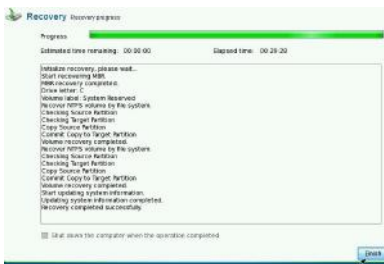 Recovery Recovery progress
Progress
Estimated time remaining: 00:00:00 Elapsed time: 00:29:20
Initialize recovery, please wait...
Start recovering MBR
MBR recovery completed.
Drive letter: C
Volume label: System Reserved
Recover NTFS volume by file system
Checking Source Partition
Checking Target Partition
Copy Source Partition
Commit Copy to Target Partition
Volume recovery completed.
Recover NTFS volume by file system
Checking Source Partition
Checking Target Partition
Copy Source Partition
Commit Copy to Target Partition
Volume recovery completed.
Start updating system information.
Updating system information completed.
Recovery completed successfully.
Shut down the computer when the operation completed
Finish